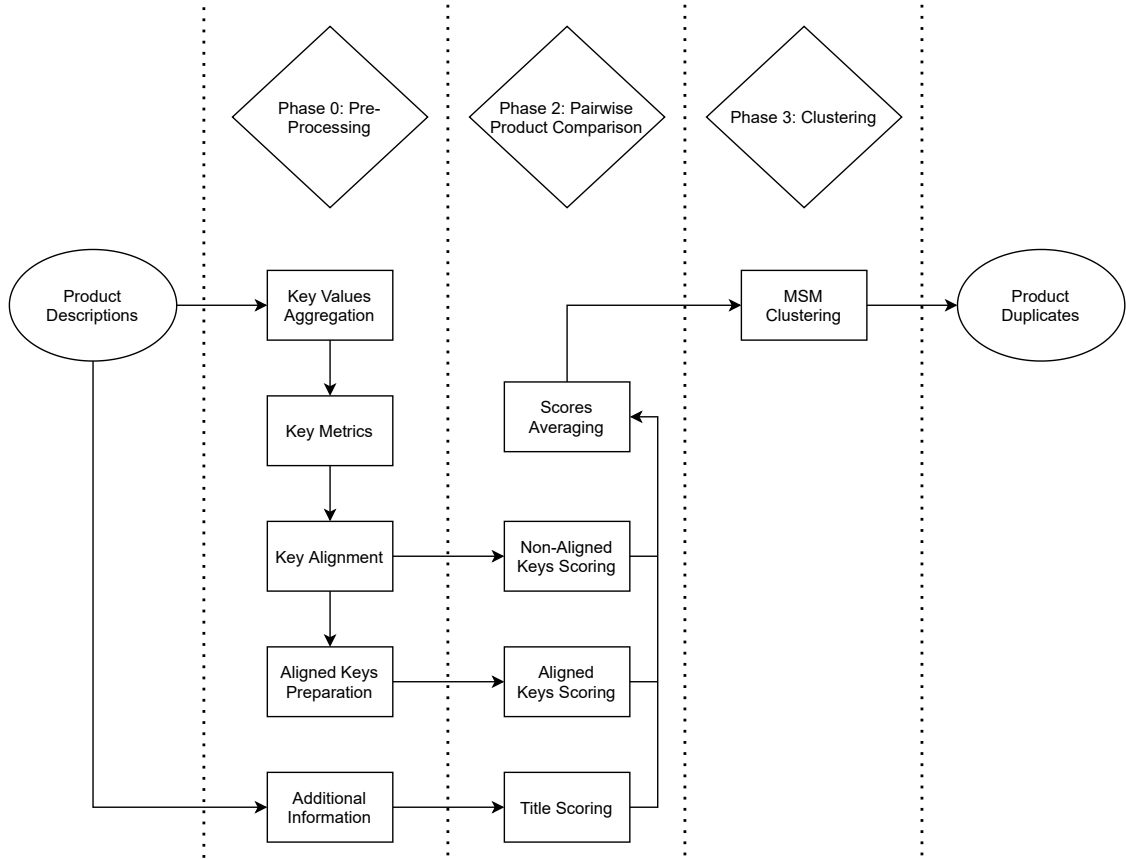 Phase 0: Pre-
Processing
Phase 2: Pairwise
Product Comparison
Phase 3: Clustering
Product
Descriptions
Key Values
Aggregation
MSM
Clustering
Product
Duplicates
Key Metrics
Scores
Averaging
Key Alignment
Non-Aligned
Keys Scoring
Aligned Keys
Preparation
Aligned
Keys Scoring
Additional
Information
Title Scoring